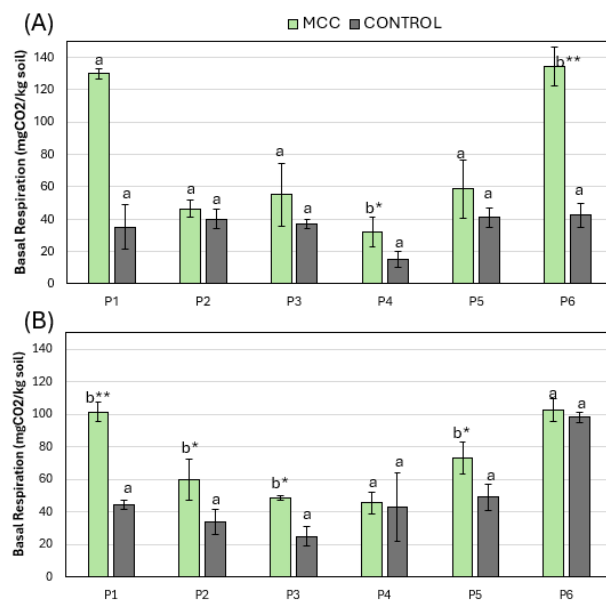 (A)
MCC CONTROL
Basal Respiration (mgCO2/kg soil)
140
120
100
80
60
40
20
0
a a a a a a b* a a a b** a
P1 P2 P3 P4 P5 P6
(B)
Basal Respiration (mgCO2/kg soil)
140
120
100
80
60
40
20
0
b** a b* a b* a a a b* a a a
P1 P2 P3 P4 P5 P6